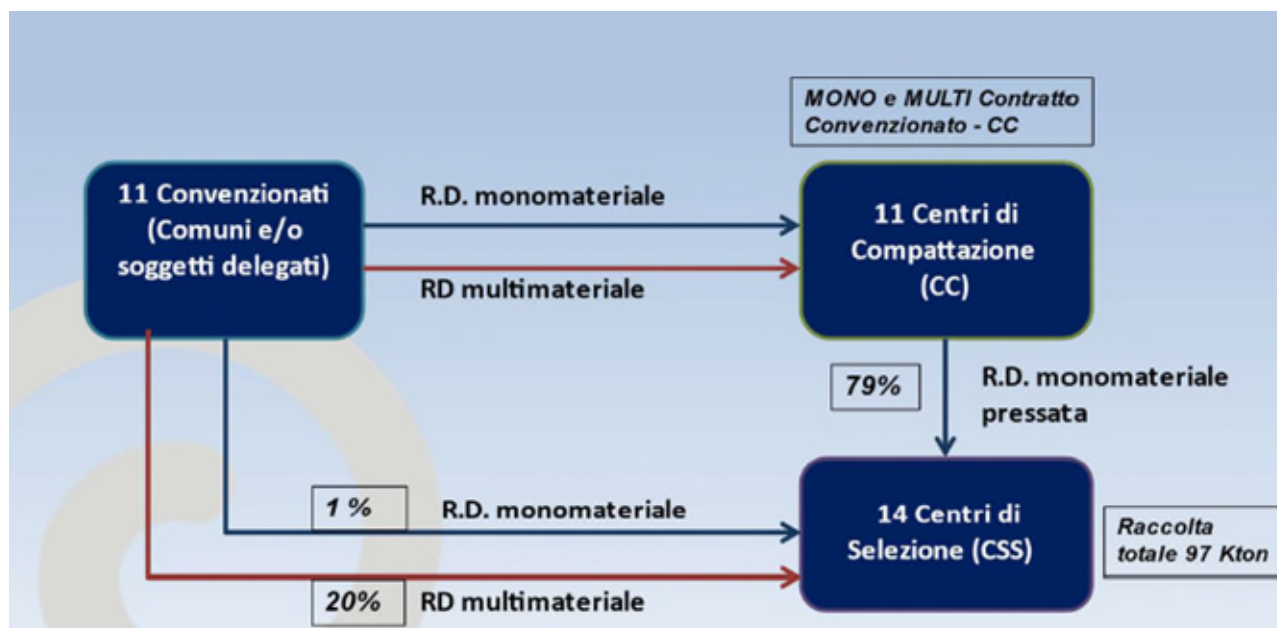 MONO e MULTI Contratto
Convenzionato - CC
11 Convenzionati
(Comuni e/o
soggetti delegati)
R.D. monomateriale
RD multimateriale
11 Centri di
Compattazione
(CC)
79%
R.D. monomateriale
pressata
1 %
R.D. monomateriale
20%
RD multimateriale
14 Centri di
Selezione (CSS)
Raccolta
totale 97 Kton